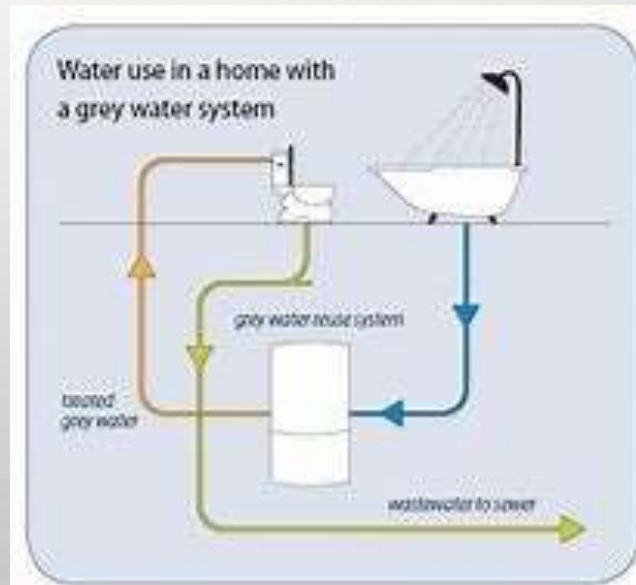 Water use in a home with
a grey water system
grey water reuse system
treated
grey water
wastewater to sewer